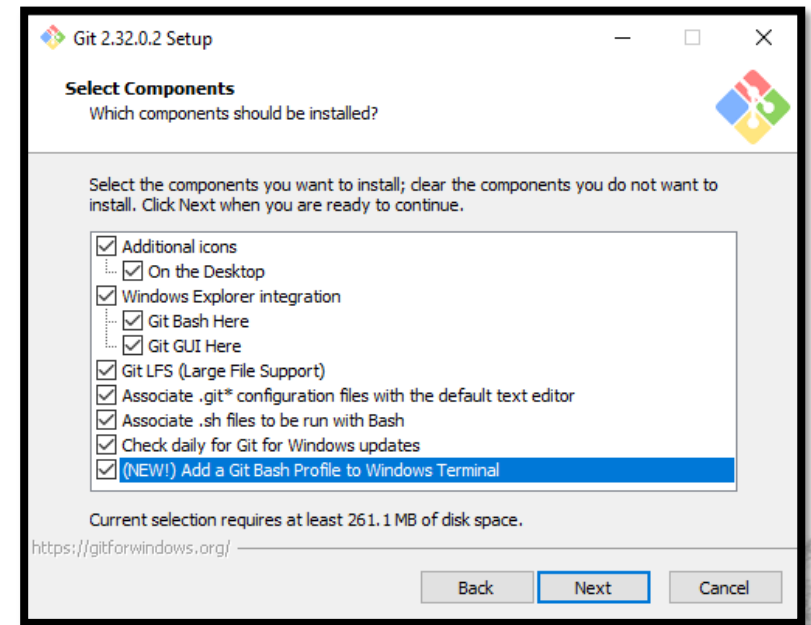 Git 2.32.0.2 Setup
Select Components
Which components should be installed?
Select the components you want to install; clear the components you do not want to
install. Click Next when you are ready to continue.
Additional icons
On the Desktop
Windows Explorer integration
Git Bash Here
Git GUI Here
Git LFS (Large File Support)
Associate .git* configuration files with the default text editor
Associate .sh files to be run with Bash
Check daily for Git for Windows updates
(NEW!) Add a Git Bash Profile to Windows Terminal
Current selection requires at least 261.1 MB of disk space.
https://gitforwindows.org/
Back Next Cancel